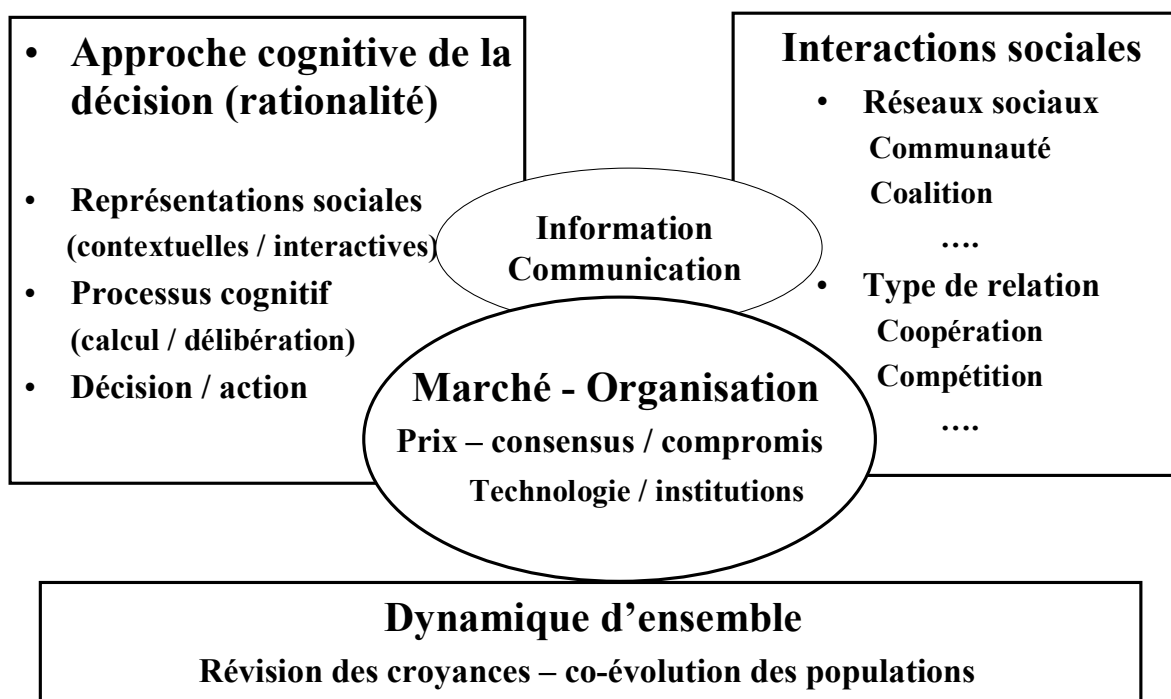 • Approche cognitive de la
décision (rationalité)
• Représentations sociales
(contextuelles / interactives)
• Processus cognitif
(calcul / délibération)
• Décision / action
Interactions sociales
• Réseaux sociaux
Communauté
Coalition
….
• Type de relation
Coopération
Compétition
….
Information
Communication
Marché - Organisation
Prix – consensus / compromis
Technologie / institutions
Dynamique d’ensemble
Révision des croyances – co-évolution des populations